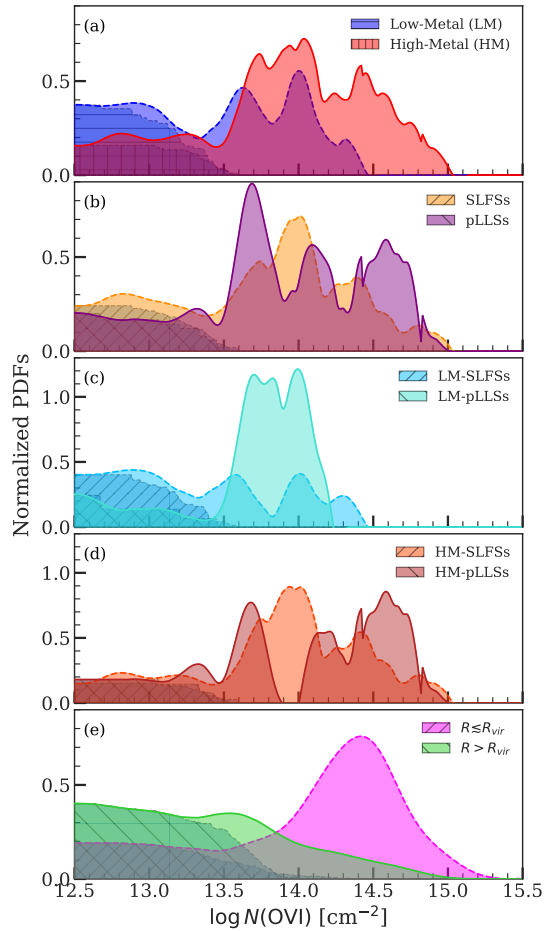 (a)
Low-Metal (LM)
High-Metal (HM)
0.5
0.0
(b)
SLFSs
pLLSs
0.5
0.0
(c)
LM-SLFSs
LM-pLLSs
1.0
0.5
0.0
(d)
HM-SLFSs
HM-pLLSs
1.0
0.5
0.0
(e)
R≲R_vir
R > R_vir
0.5
0.0
12.5 13.0 13.5 14.0 14.5 15.0 15.5
log N(OVI) [cm⁻²]
Normalized PDFs